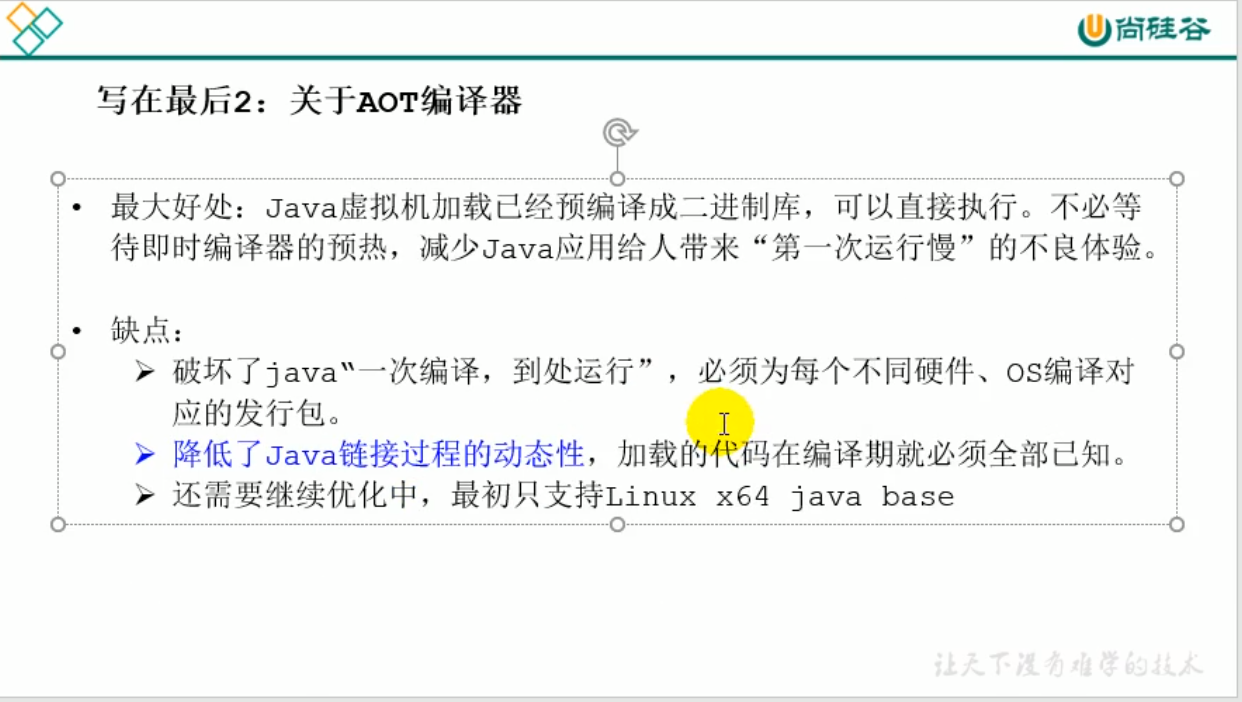 尚硅谷
写在最后2：关于AOT编译器
• 最大好处：Java虚拟机加载已经预编译成二进制库，可以直接执行。不必等
待即时编译器的预热，减少Java应用给人带来“第一次运行慢”的不良体验。
• 缺点：
➢ 破坏了java“一次编译，到处运行”，必须为每个不同硬件、OS编译对
应的发行包。
➢ 降低了Java链接过程的动态性，加载的代码在编译期就必须全部已知。
➢ 还需要继续优化中，最初只支持Linux x64 java base
让天下没有难学的技术